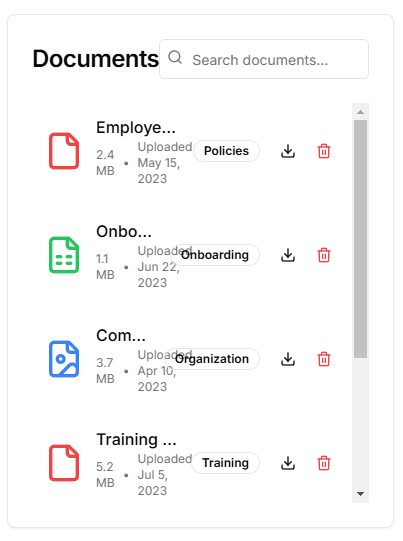 Documents
Search documents...
Employe...
2.4 MB • Uploaded May 15, 2023
Policies
Onbo...
1.1 MB • Uploaded Jun 22, 2023
Onboarding
Com...
3.7 MB • Uploaded Apr 10, 2023
Organization
Training ...
5.2 MB • Uploaded Jul 5, 2023
Training